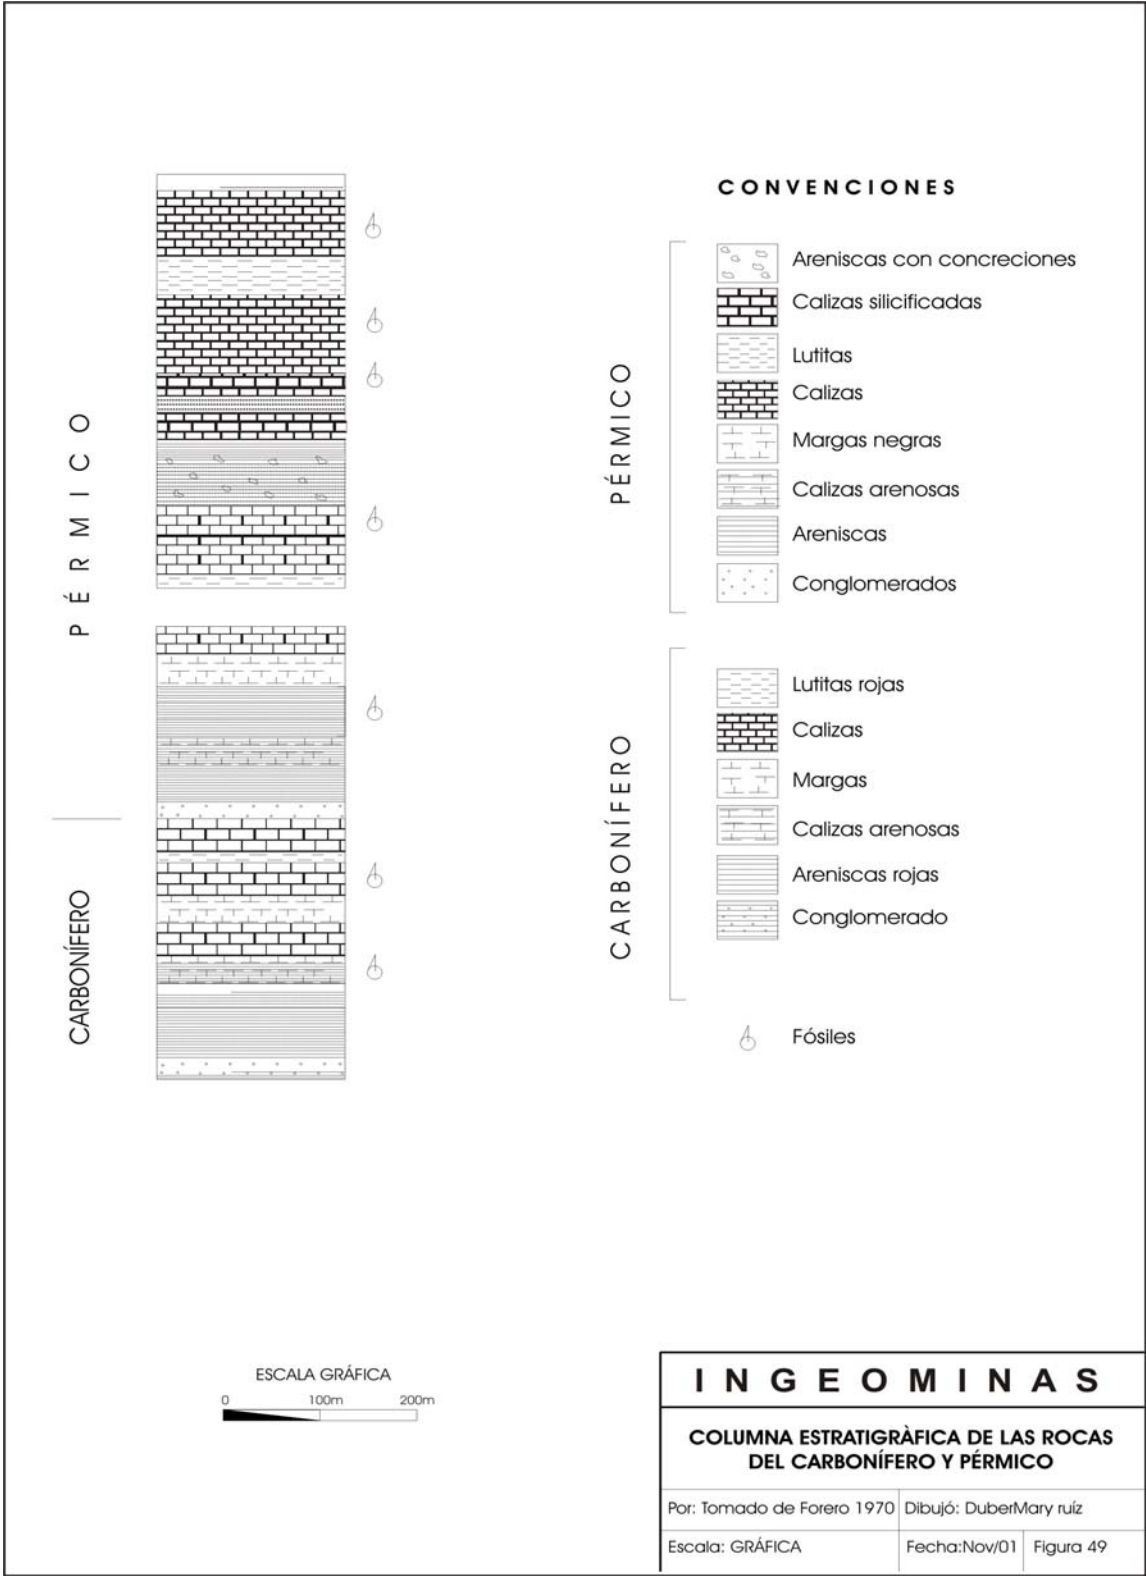 CONVENCIONES
PÉRMICO
CARBONÍFERO
PÉRMICO
Areniscas con concreciones
Calizas silicificadas
Lutitas
Calizas
Margas negras
Calizas arenosas
Areniscas
Conglomerados
CARBONÍFERO
Lutitas rojas
Calizas
Margas
Calizas arenosas
Areniscas rojas
Conglomerado
Fósiles
ESCALA GRÁFICA
0 100m 200m
INGEOMINAS
COLUMNA ESTRATIGRÀFICA DE LAS ROCAS
DEL CARBONÍFERO Y PÉRMICO
Por: Tomado de Forero 1970 Dibujó: DuberMary ruíz
Escala: GRÁFICA Fecha:Nov/01 Figura 49